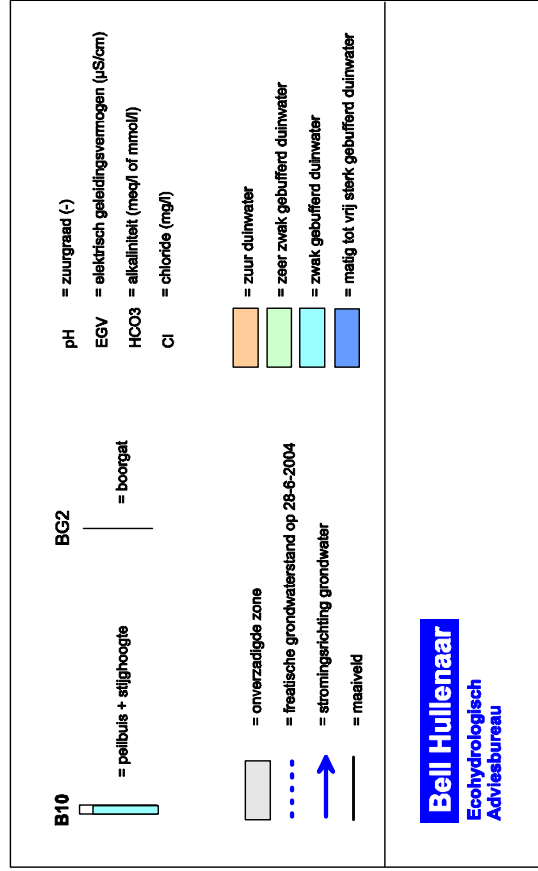 B10
= peilbuis + stijghoogte
BG2
= boorgat
pH = zuurgraad (-)
EGV = elektrisch geleidingsvermogen (µS/cm)
HCO3 = alkaliniteit (meq/l of mmol/l)
Cl = chloride (mg/l)
= onverzadigde zone
= freatische grondwaterstand op 28-6-2004
= stromingsrichting grondwater
= maaiveld
= zuur duinwater
= zeer zwak gebufferd duinwater
= zwak gebufferd duinwater
= matig tot vrij sterk gebufferd duinwater
Bell Hullenaar
Ecohydrologisch
Adviesbureau